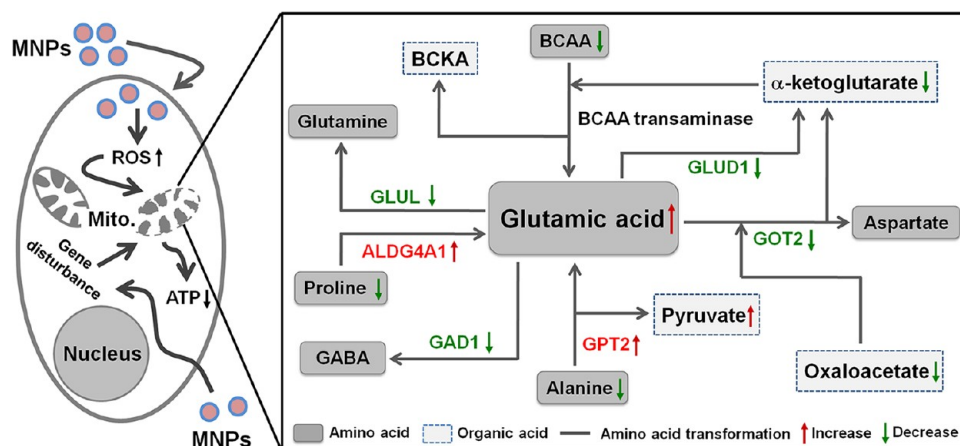 MNPs
ROS↑
Mito.
Gene
disturbance
ATP↓
Nucleus
MNPs
BCAA↓
BCKA
α-ketoglutarate↓
Glutamine
BCAA transaminase
GLUD1↓
GLUL↓
Glutamic acid↑
Aspartate
GOT2↓
ALDG4A1↑
Proline↓
Pyruvate↑
GAD1↓
GPT2↑
GABA
Alanine↓
Oxaloacetate↓
Amino acid Organic acid Amino acid transformation ↑Increase ↓Decrease